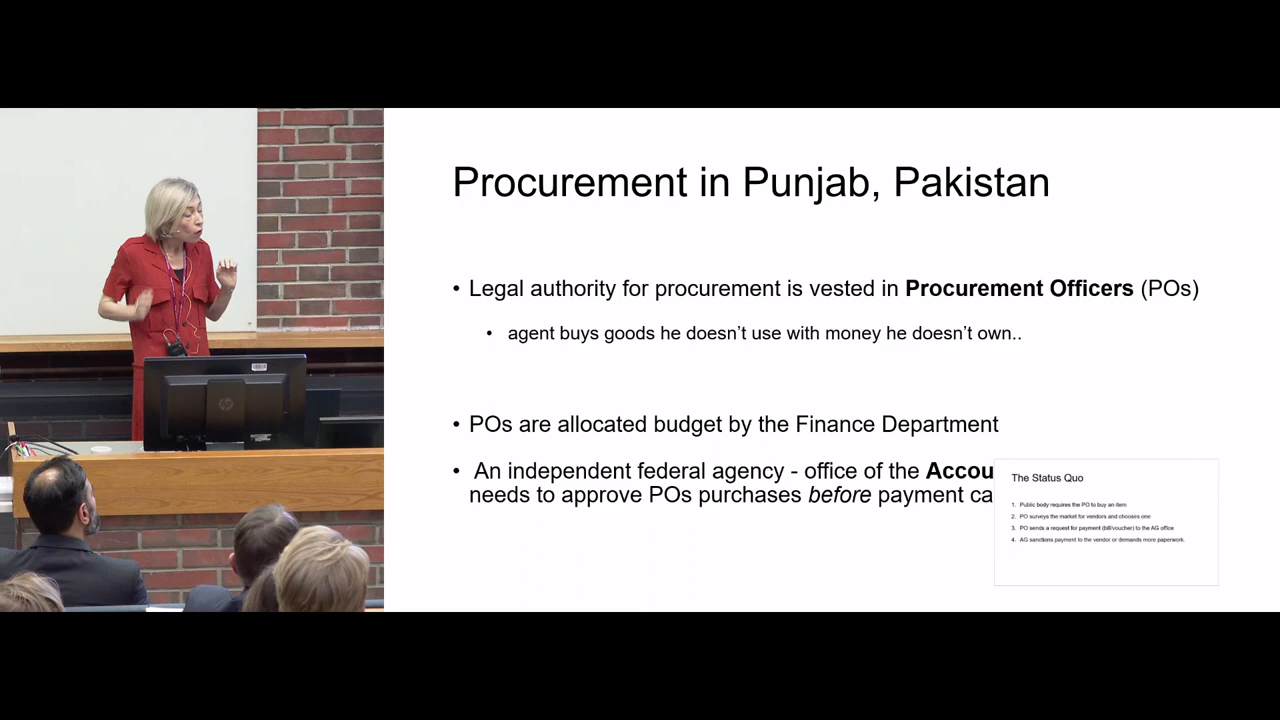 Procurement in Punjab, Pakistan
• Legal authority for procurement is vested in Procurement Officers (POs)
• agent buys goods he doesn’t use with money he doesn’t own..
• POs are allocated budget by the Finance Department
• An independent federal agency - office of the
needs to approve POs purchases before payment
The Status Quo
1. Public body requires the PO to buy an item
2. PO surveys the market for vendors and chooses one
3. PO sends a request for payment (bill/voucher) to the AG office
4. AG sanctions payment to the vendor or demands more paperwork.
hp